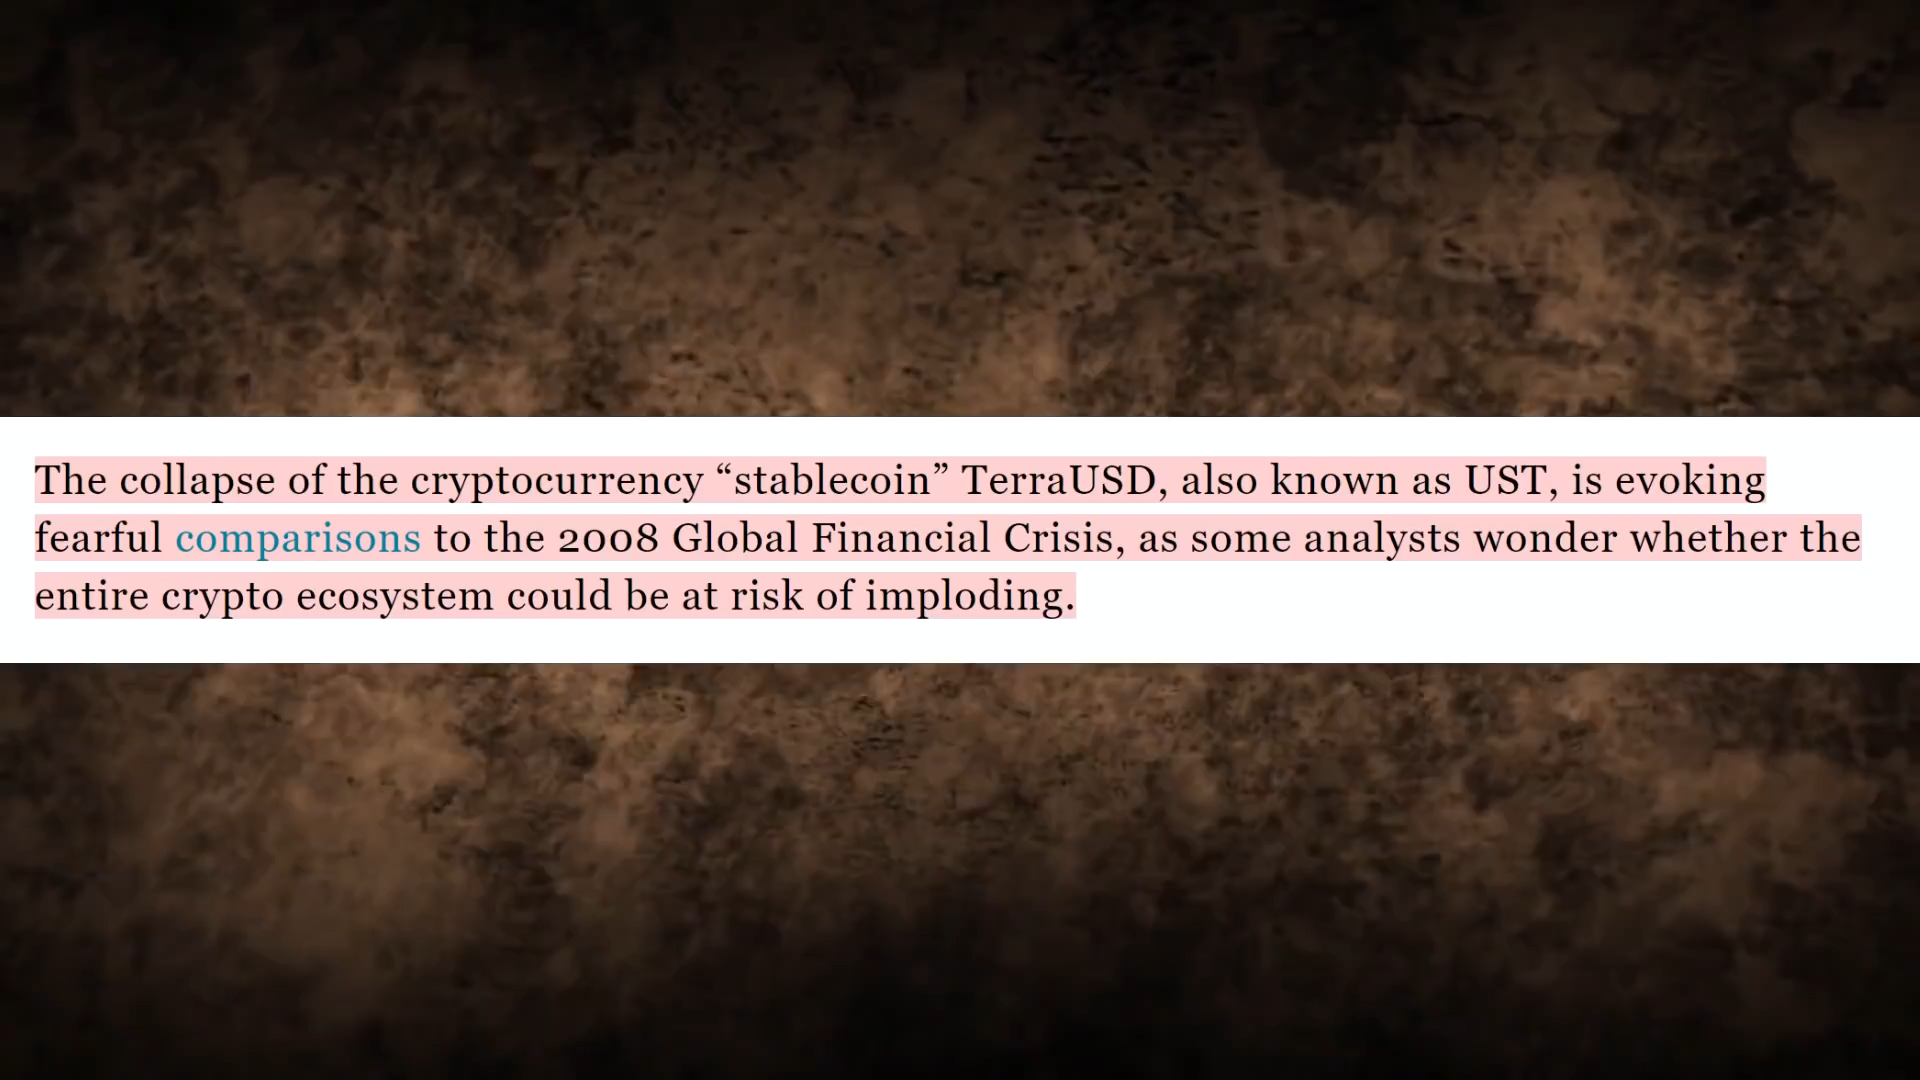 The collapse of the cryptocurrency “stablecoin” TerraUSD, also known as UST, is evoking
fearful comparisons to the 2008 Global Financial Crisis, as some analysts wonder whether the
entire crypto ecosystem could be at risk of imploding.